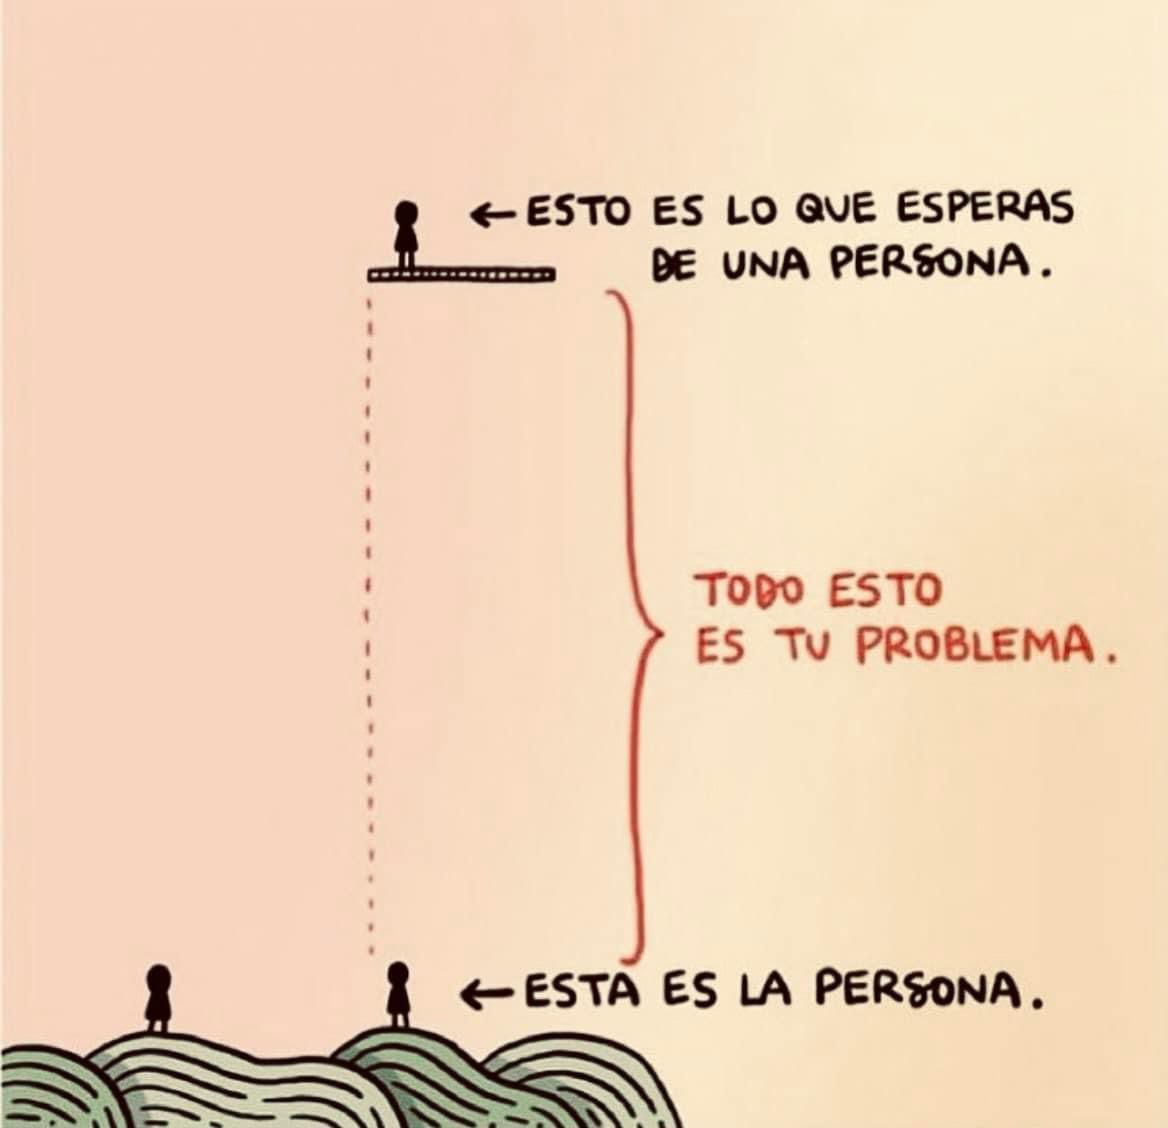 ←ESTO ES LO QUE ESPERAS
DE UNA PERSONA.
TODO ESTO
ES TU PROBLEMA.
←ESTA ES LA PERSONA.